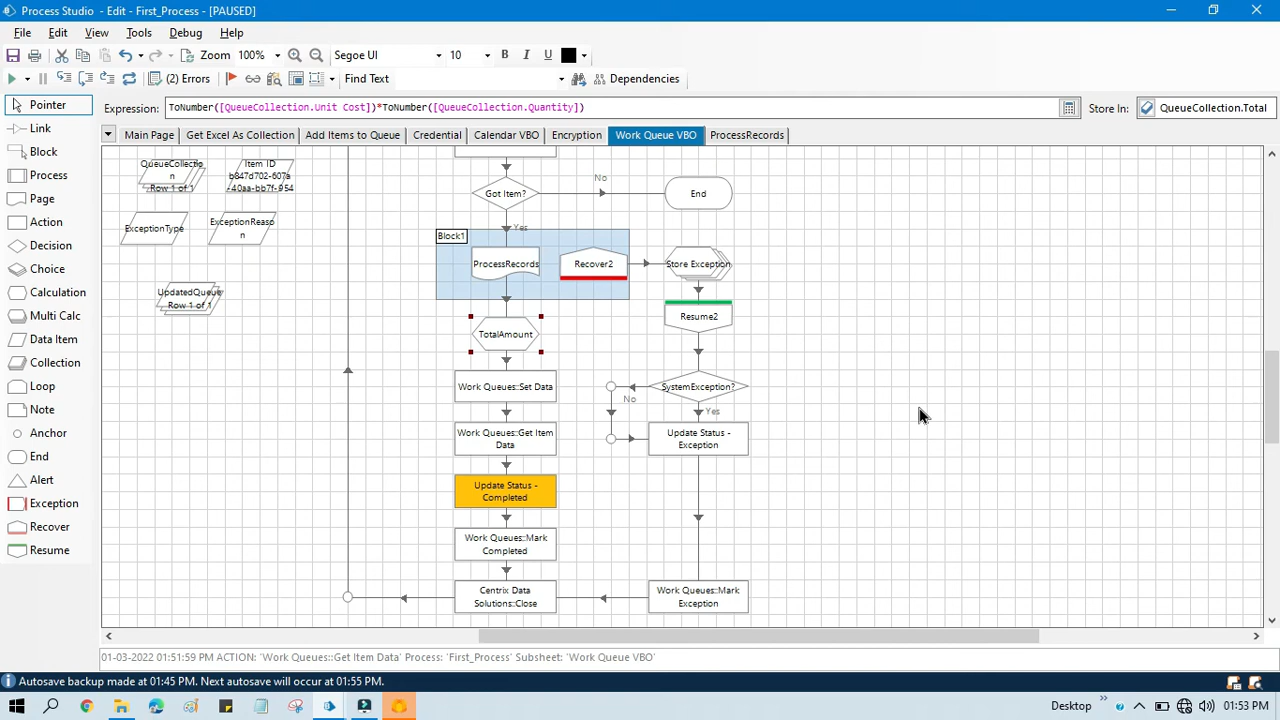 Process Studio - Edit - First_Process - [PAUSED]
File Edit View Tools Debug Help
Zoom 100% Segoe UI 10 B I U
(2) Errors Find Text Dependencies
Pointer
Link
Block
Process
Page
Action
Decision
Choice
Calculation
Multi Calc
Data Item
Collection
Loop
Note
Anchor
End
Alert
Exception
Recover
Resume
Expression: ToNumber([QueueCollection.Unit Cost])*ToNumber([QueueCollection.Quantity]) Store In: QueueCollection.Total
Main Page Get Excel As Collection Add Items to Queue Credential Calendar VBO Encryption Work Queue VBO ProcessRecords
QueueCollectio
n
Row 1 of 1
Item ID
b847d702-607a
-40aa-bb7f-954
ExceptionType
ExceptionReaso
n
UpdatedQueue
Row 1 of 1
Got Item?
No
End
Yes
Block1
ProcessRecords
Recover2
Store Exception
Resume2
TotalAmount
Work Queues::Set Data
SystemException?
No
Yes
Work Queues::Get Item
Data
Update Status -
Exception
Update Status -
Completed
Work Queues::Mark
Completed
Centrix Data
Solutions::Close
Work Queues::Mark
Exception
01-03-2022 01:51:59 PM ACTION: 'Work Queues::Get Item Data' Process: 'First_Process' Subsheet: 'Work Queue VBO'
Autosave backup made at 01:45 PM. Next autosave will occur at 01:55 PM.
Desktop 01:53 PM